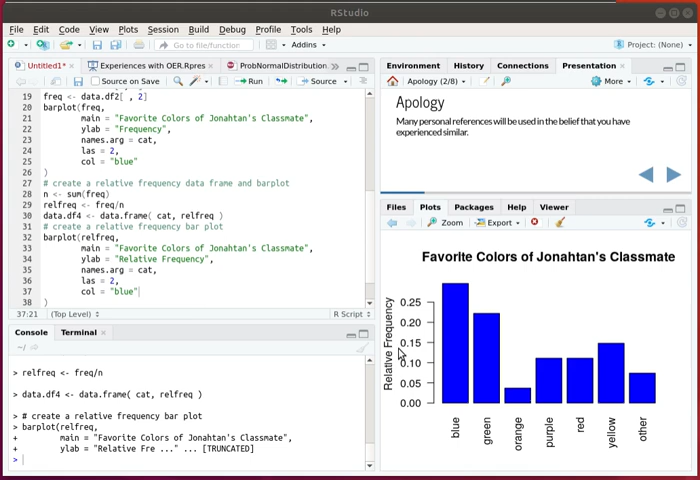 RStudio
File Edit Code View Plots Session Build Debug Profile Tools Help
Go to file/function
Addins
Project: (None)
Untitled1* Experiences with OER.Rpres ProbNormalDistribution
Source on Save Run Source
19 freq <- data.df2[ , 2]
20 barplot(freq,
21 main = "Favorite Colors of Jonahtan's Classmate",
22 ylab = "Frequency",
23 names.arg = cat,
24 las = 2,
25 col = "blue"
26 )
27 # create a relative frequency data frame and barplot
28 n <- sum(freq)
29 relfreq <- freq/n
30 data.df4 <- data.frame( cat, relfreq )
31 # create a relative frequency bar plot
32 barplot(relfreq,
33 main = "Favorite Colors of Jonahtan's Classmate",
34 ylab = "Relative Frequency",
35 names.arg = cat,
36 las = 2,
37 col = "blue"
38 )
37:21 (Top Level) R Script
Console Terminal
~/
> relfreq <- freq/n
> data.df4 <- data.frame( cat, relfreq )
> # create a relative frequency bar plot
> barplot(relfreq,
+ main = "Favorite Colors of Jonahtan's Classmate",
+ ylab = "Relative Fre ..." ... [TRUNCATED]
>
Environment History Connections Presentation
Apology (2/8) More
Apology
Many personal references will be used in the belief that you have
experienced similar.
Files Plots Packages Help Viewer
Zoom Export
Favorite Colors of Jonahtan's Classmate
Relative Frequency
0.25
0.20
0.15
0.10
0.05
0.00
blue
green
orange
purple
red
yellow
other